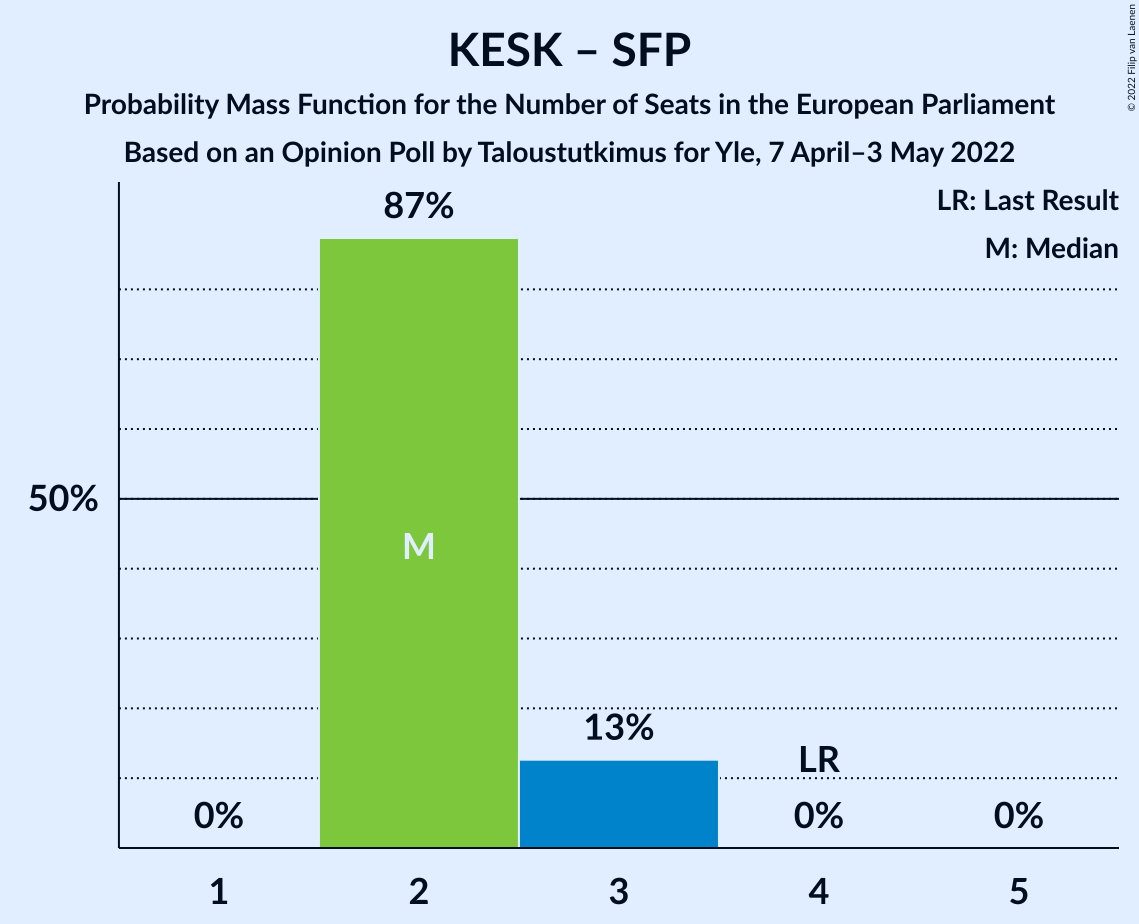 KESK – SFP
Probability Mass Function for the Number of Seats in the European Parliament
Based on an Opinion Poll by Taloustutkimus for Yle, 7 April–3 May 2022
© 2022 Filip van Laenen
LR: Last Result
M: Median
87%
50%
M
13%
LR
0%
0%
0%
1
2
3
4
5